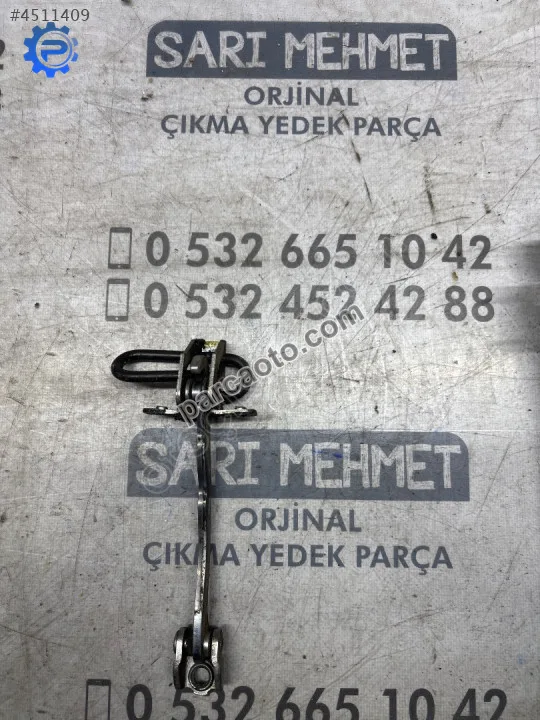 #4511409
SARI MEHMET
ORJİNAL
ÇIKMA YEDEK PARÇA
0 532 665 10 42
0 532 452 42 88
parcaoto.com
SARI MEHMET
ORJİNAL
ÇIKMA YEDEK PARÇA
0 532 665 10 42